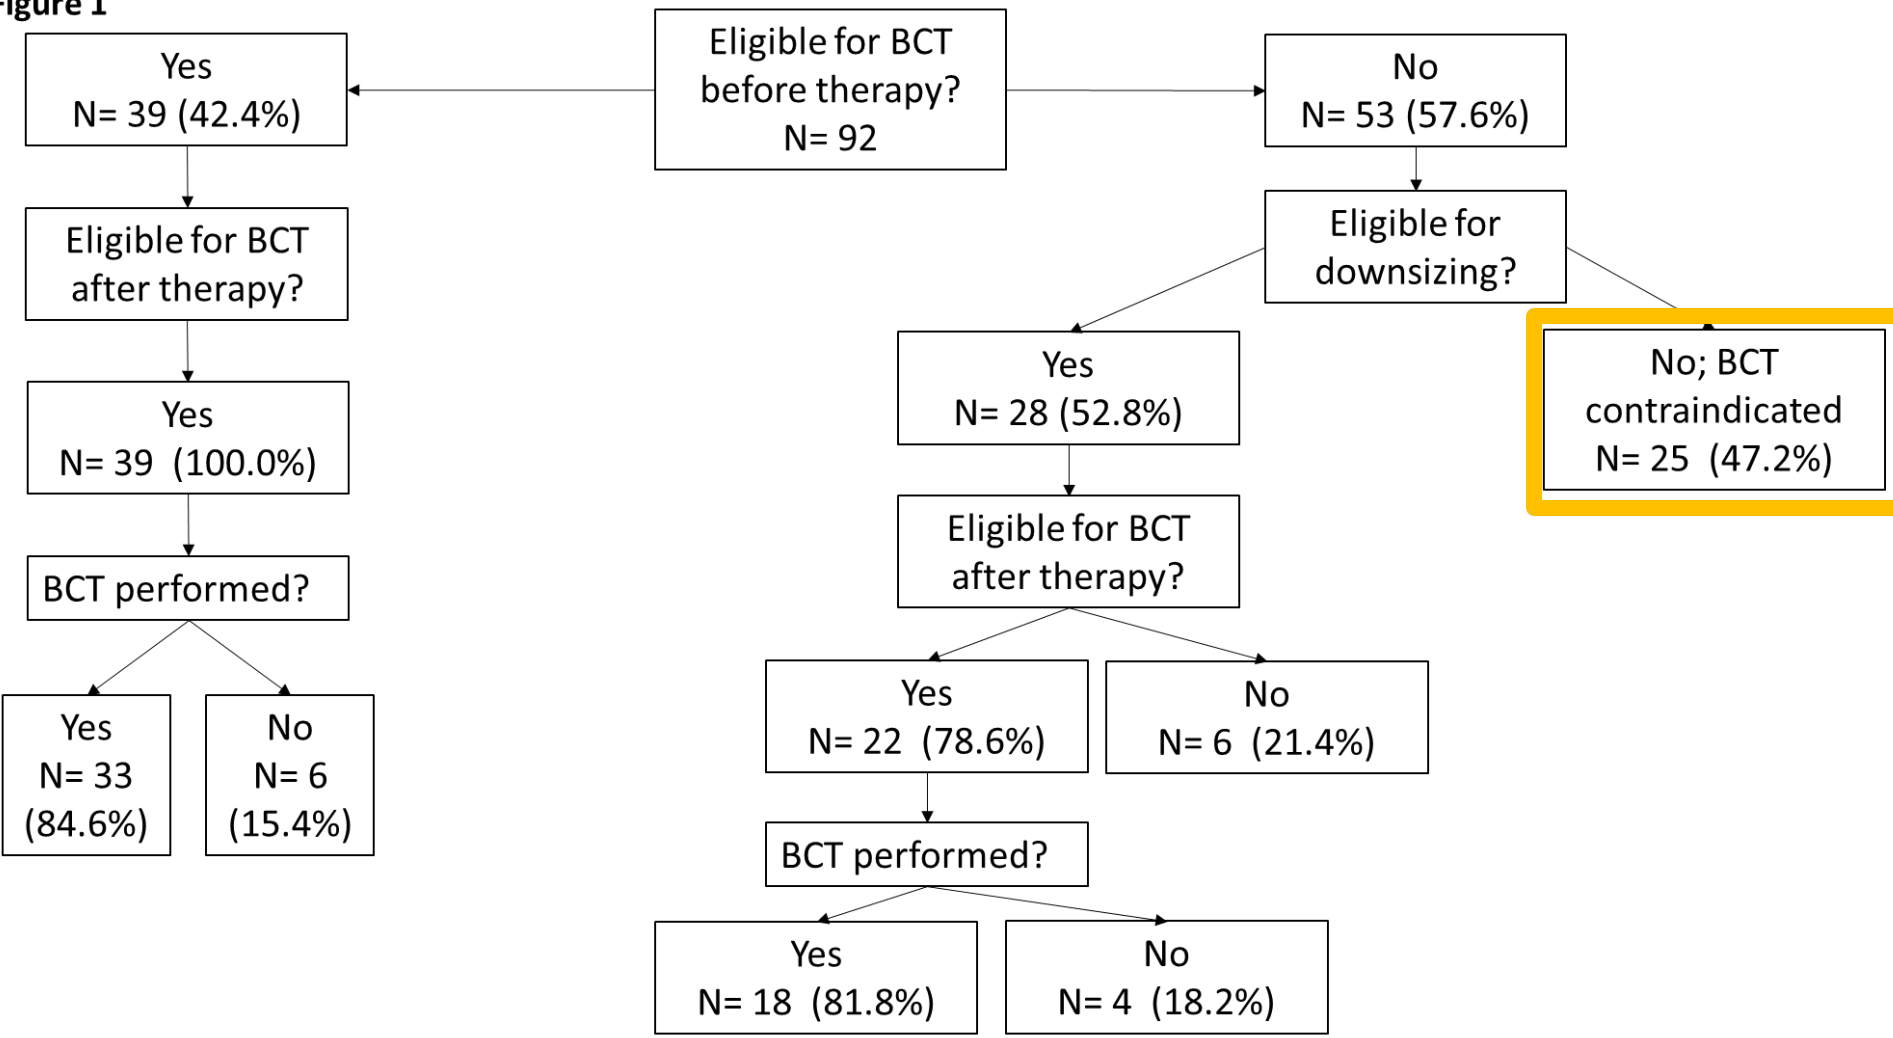 Figure 1
Eligible for BCT
before therapy?
N= 92
Yes
N= 39 (42.4%)
Eligible for BCT
after therapy?
Yes
N= 39 (100.0%)
BCT performed?
Yes
N= 33
(84.6%)
No
N= 6
(15.4%)
No
N= 53 (57.6%)
Eligible for
downsizing?
Yes
N= 28 (52.8%)
No; BCT
contraindicated
N= 25 (47.2%)
Eligible for BCT
after therapy?
Yes
N= 22 (78.6%)
No
N= 6 (21.4%)
BCT performed?
Yes
N= 18 (81.8%)
No
N= 4 (18.2%)